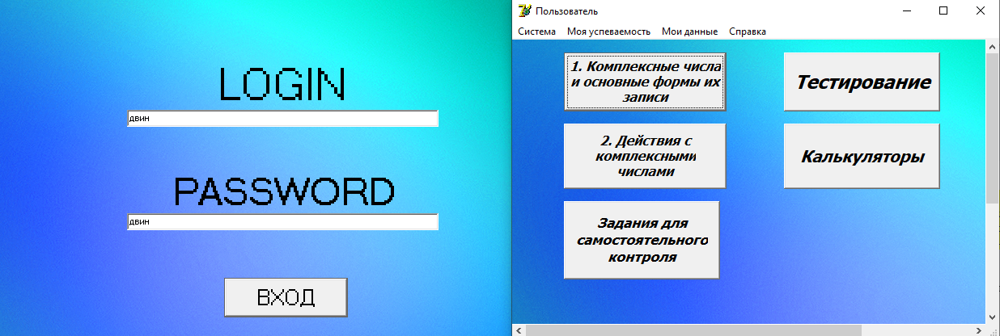 LOGIN
двин
PASSWORD
двин
ВХОД
Пользователь
Система Моя успеваемость Мои данные Справка
1. Комплексные числа
и основные формы их
записи
Тестирование
2. Действия с
комплексными
числами
Калькуляторы
Задания для
самостоятельного
контроля